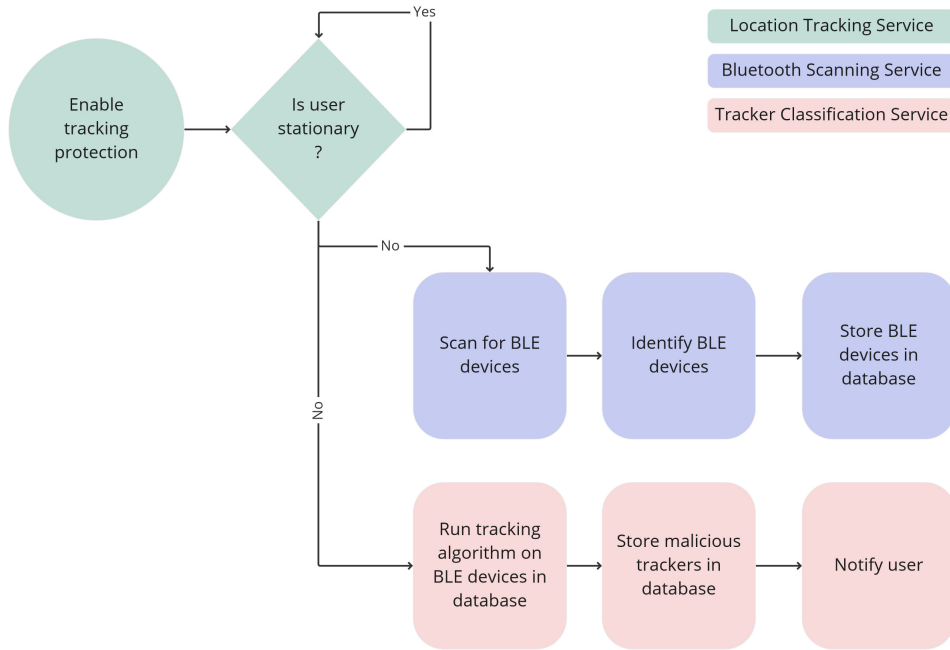 Yes
Location Tracking Service
Bluetooth Scanning Service
Tracker Classification Service
Enable
tracking
protection
Is user
stationary
?
No
Scan for BLE
devices
Identify BLE
devices
Store BLE
devices in
database
No
Run tracking
algorithm on
BLE devices in
database
Store malicious
trackers in
database
Notify user